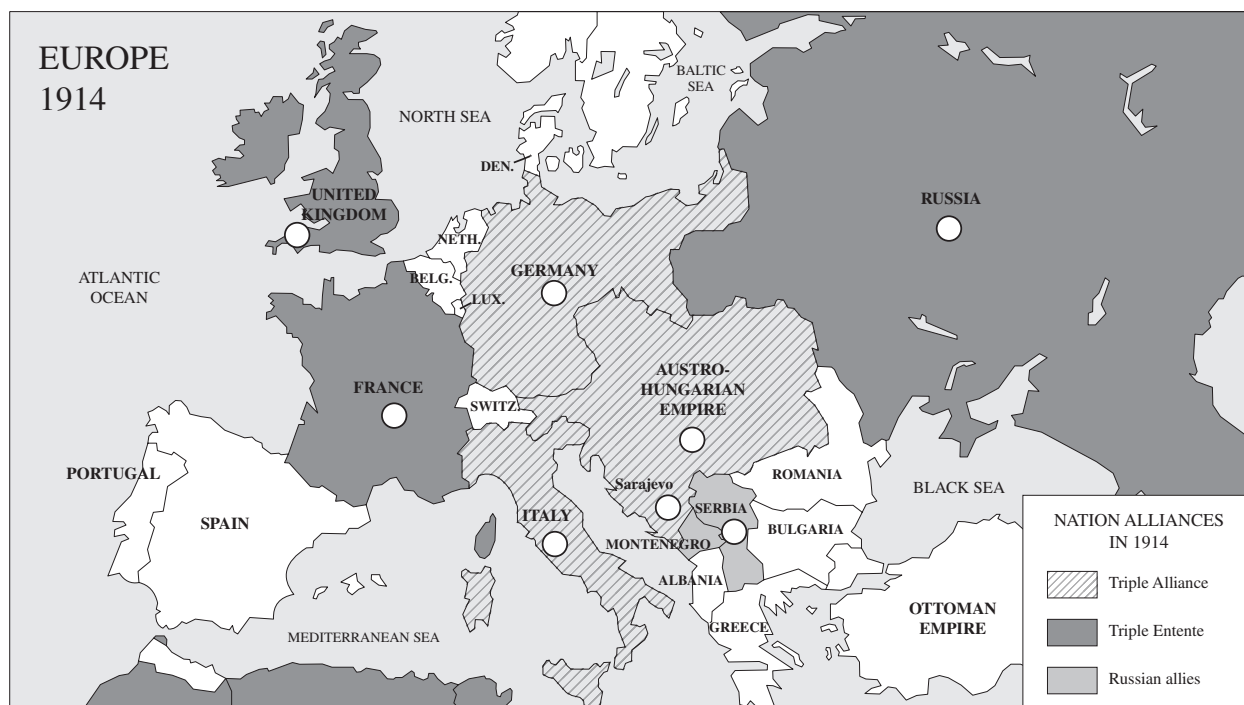 EUROPE
1914
NORTH SEA
BALTIC
SEA
DEN.
UNITED
KINGDOM
RUSSIA
NETH.
BELG.
LUX.
GERMANY
ATLANTIC
OCEAN
FRANCE
SWITZ.
AUSTRO-
HUNGARIAN
EMPIRE
PORTUGAL
SPAIN
ITALY
Sarajevo
SERBIA
ROMANIA
BLACK SEA
MONTENEGRO
BULGARIA
ALBANIA
GREECE
OTTOMAN
EMPIRE
MEDITERRANEAN SEA
NATION ALLIANCES
IN 1914
Triple Alliance
Triple Entente
Russian allies